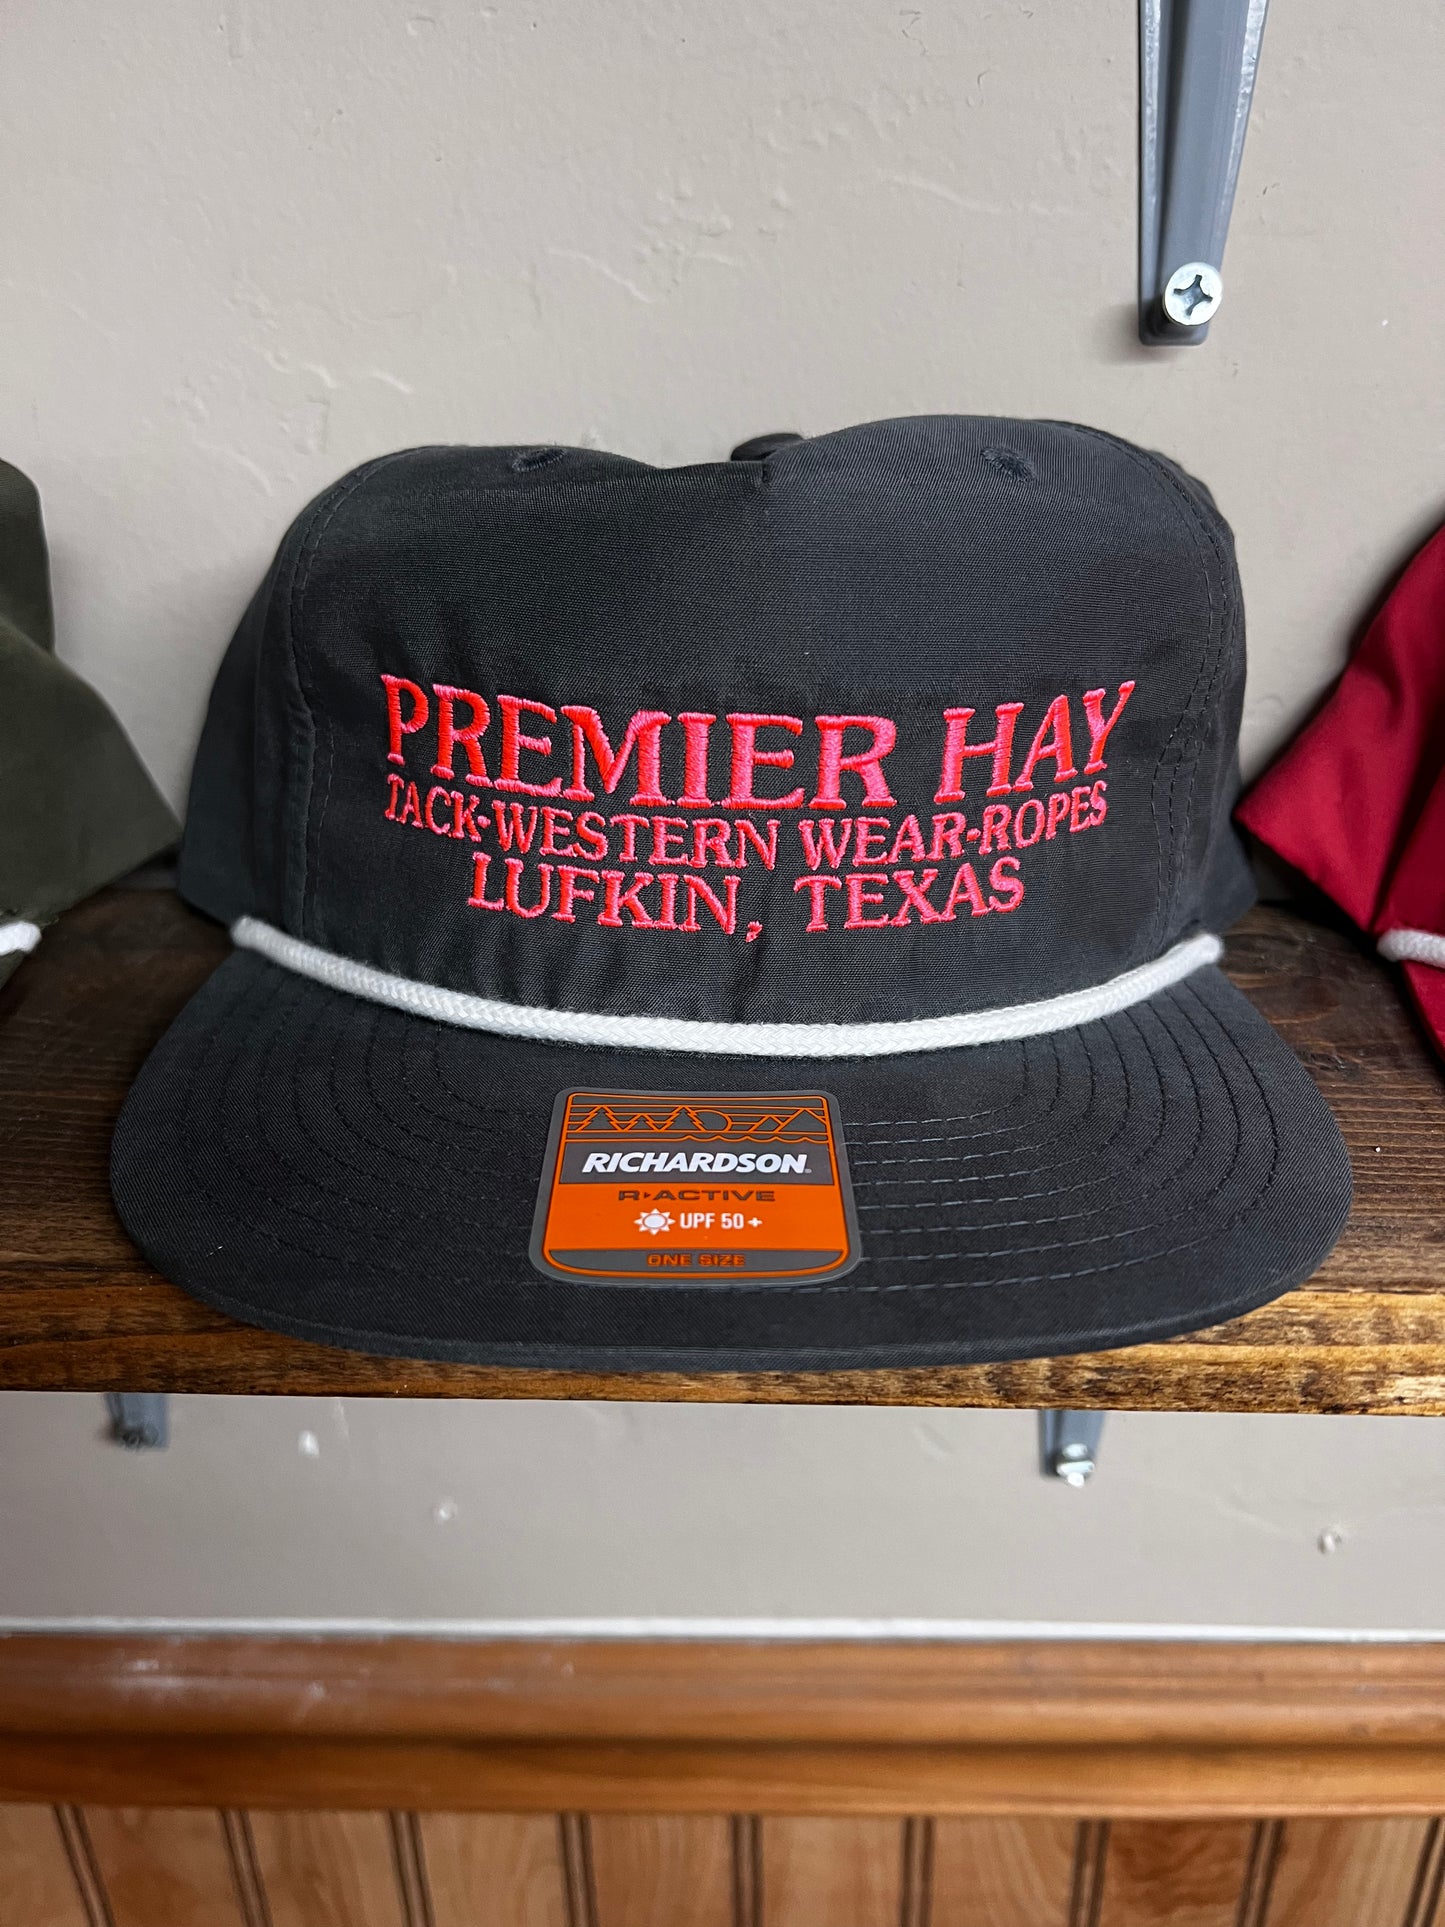 PREMIER HAY
TACK-WESTERN WEAR-ROPES
LUFKIN, TEXAS
RICHARDSON
R▸ACTIVE
UPF 50+
ONE SIZE